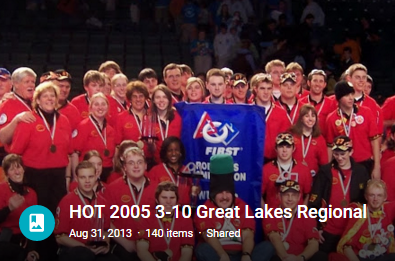 FIRST
HOT 2005 3-10 Great Lakes Regional
Aug 31, 2013 · 140 items · Shared